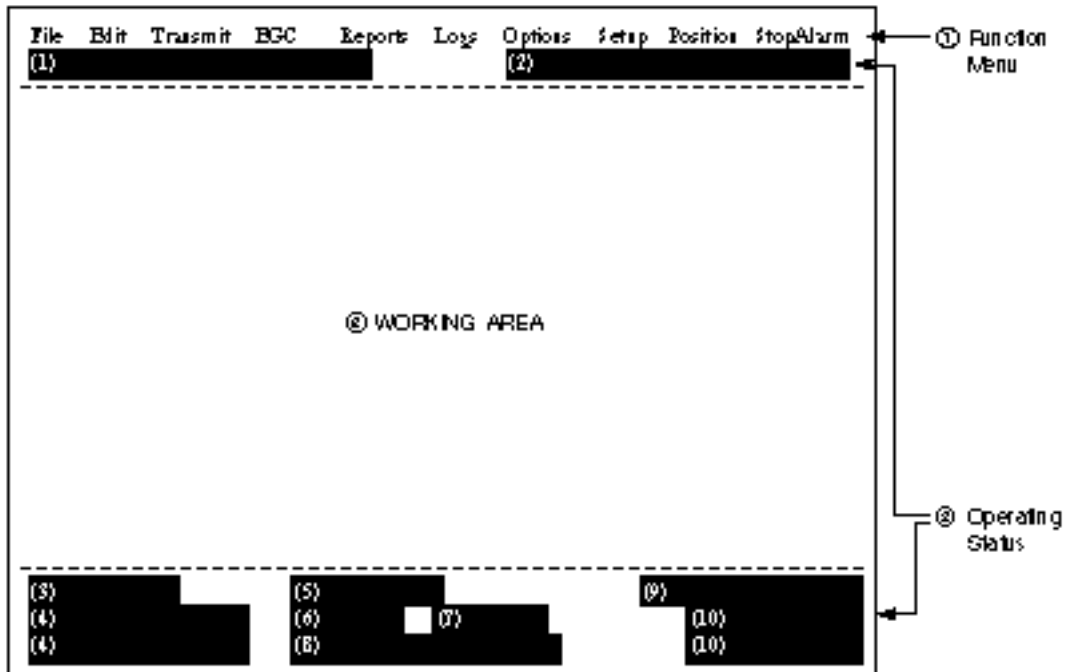 File Edit Transmit EGC Reports Logs Options Setup Position StopAlarm
① Function
Menu
(1) (2)
② WORKING AREA
③ Operating
Status
(3) (5) (9)
(4) (6) (7) (10)
(4) (8) (10)